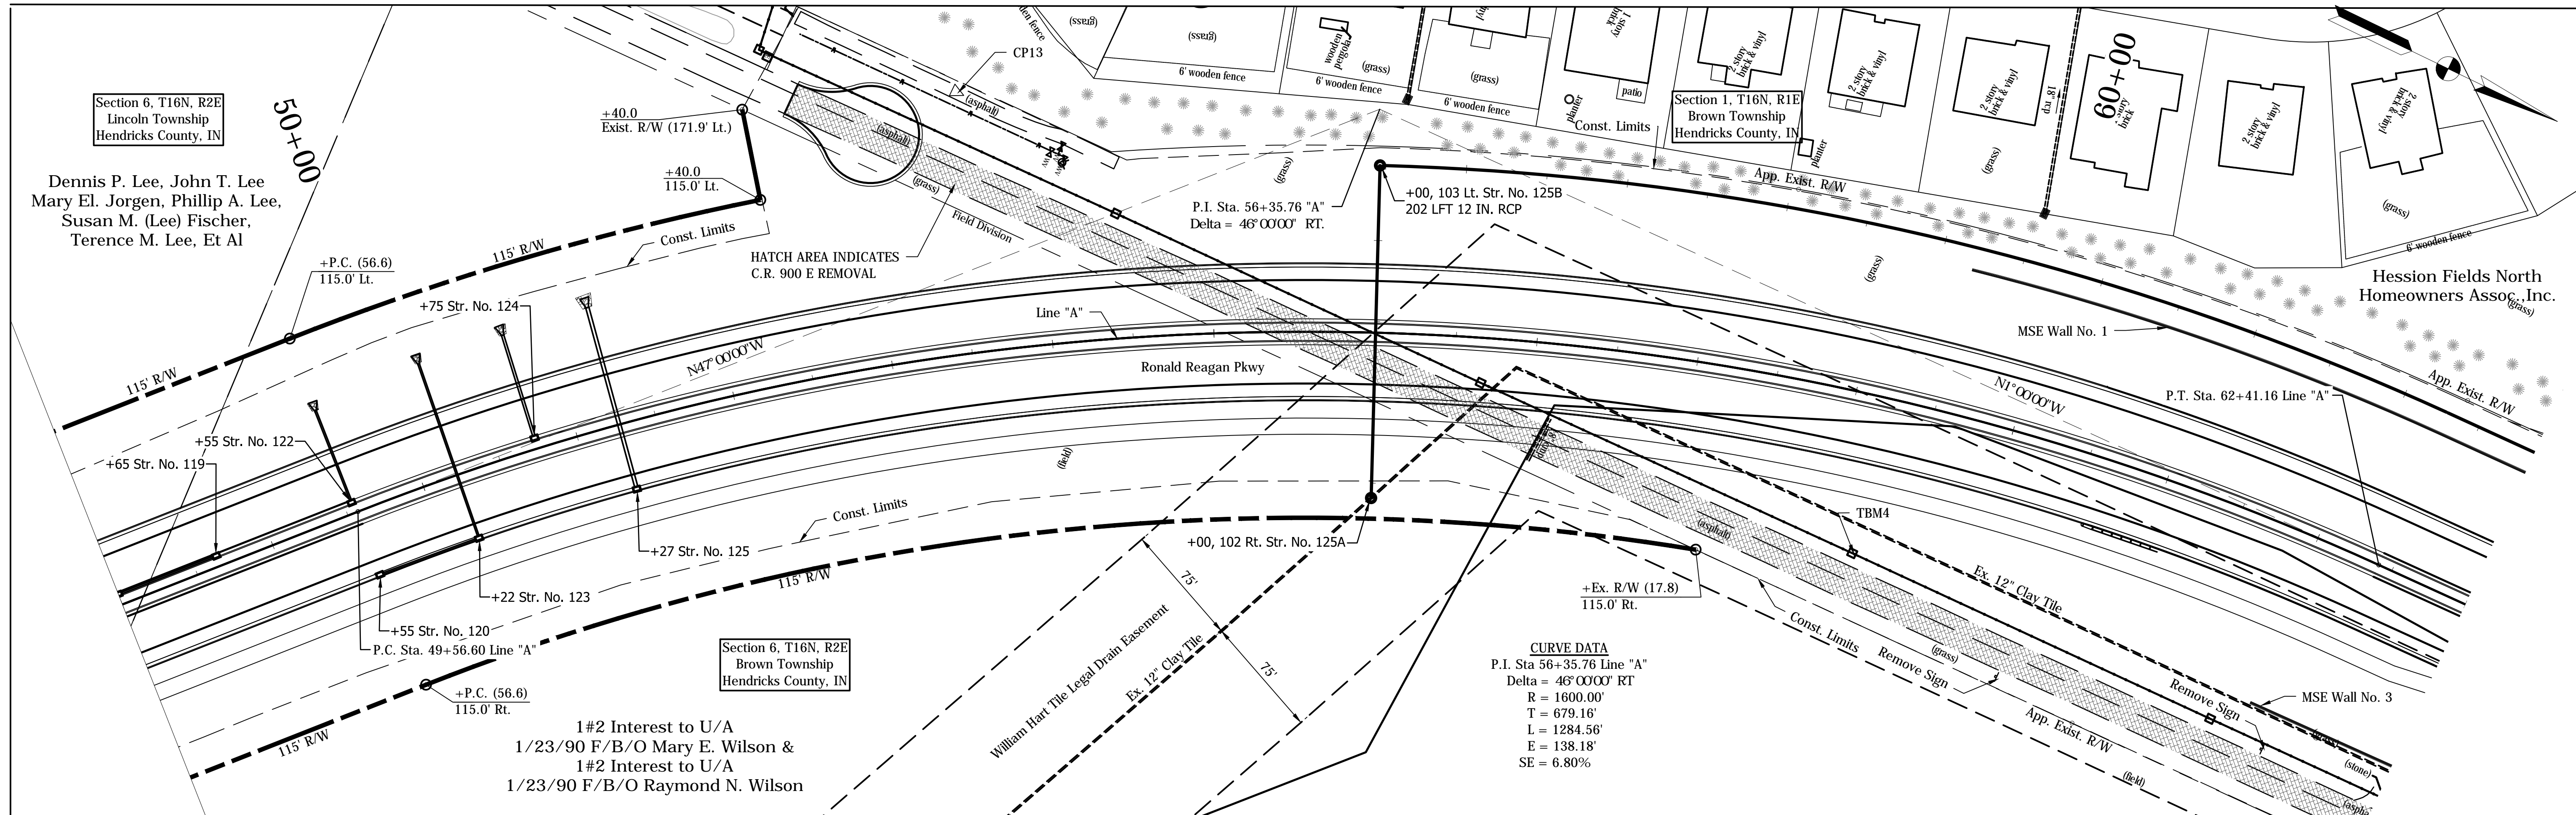 Section 6, T16N, R2E
Lincoln Township
Hendricks County, IN
50+00
Dennis P. Lee, John T. Lee
Mary El. Jorgen, Phillip A. Lee,
Susan M. (Lee) Fischer,
Terence M. Lee, Et Al
+P.C. (56.6)
115.0' Lt.
115' R/W
115' R/W
+40.0
Exist. R/W (171.9' Lt.)
+40.0
115.0' Lt.
Const. Limits
+75 Str. No. 124
+55 Str. No. 122
+65 Str. No. 119
N47°00'00"W
+27 Str. No. 125
+22 Str. No. 123
+55 Str. No. 120
P.C. Sta. 49+56.60 Line "A"
+P.C. (56.6)
115.0' Rt.
115' R/W
115' R/W
Const. Limits
Section 6, T16N, R2E
Brown Township
Hendricks County, IN
1#2 Interest to U/A
1/23/90 F/B/O Mary E. Wilson &
1#2 Interest to U/A
1/23/90 F/B/O Raymond N. Wilson
CP13
(asphalt)
(asphalt)
(grass)
Field Division
HATCH AREA INDICATES
C.R. 900 E REMOVAL
Line "A"
Ronald Reagan Pkwy
(field)
P.I. Sta. 56+35.76 "A"
Delta = 46°00'00" RT.
+00, 103 Lt. Str. No. 125B
202 LFT 12 IN. RCP
+00, 102 Rt. Str. No. 125A
75'
75'
William Hart Tile Legal Drain Easement
Ex. 12" Clay Tile
den fence
(grass)
(grass)
6' wooden fence
wooden
pergola
(grass)
6' wooden fence
(grass)
6' wooden fence
1 story
brick
patio
planter
(grass)
Section 1, T16N, R1E
Brown Township
Hendricks County, IN
Const. Limits
2 story
brick & vinyl
2 story
brick & vinyl
planter
2 story
brick & vinyl
(grass)
18" rcp
60+00
brick
2 story
brick & vinyl
2 story
brick & vinyl
(grass)
6' wooden fence
App. Exist. R/W
(grass)
Hession Fields North
Homeowners Assoc.,Inc.
(grass)
MSE Wall No. 1
N1°00'00"W
P.T. Sta. 62+41.16 Line "A"
App. Exist. R/W
TBM4
Ex. 12" Clay Tile
(asphalt)
+Ex. R/W (17.8)
115.0' Rt.
Const. Limits
Remove Sign
(grass)
Remove Sign
MSE Wall No. 3
App. Exist. R/W
(grass)
(stone)
(field)
CURVE DATA
P.I. Sta 56+35.76 Line "A"
Delta = 46°00'00" RT
R = 1600.00'
T = 679.16'
L = 1284.56'
E = 138.18'
SE = 6.80%